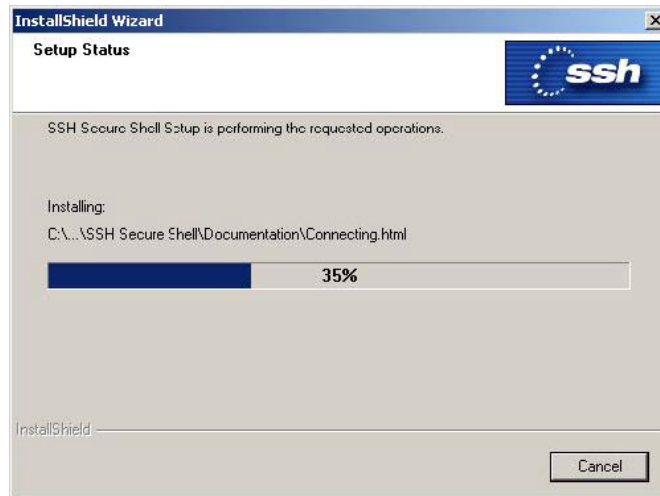 InstallShield Wizard
Setup Status
ssh
SSH Secure Shell Setup is performing the requested operations.
Installing:
C:\...\SSH Secure Shell\Documentation\Connecting.html
35%
InstallShield
Cancel